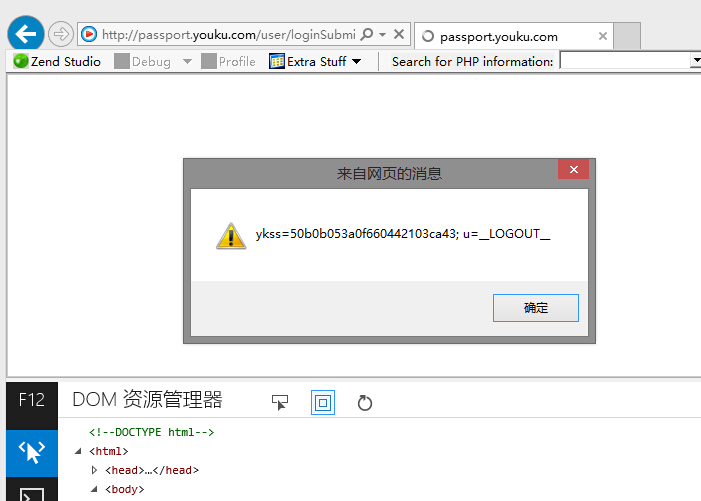 http://passport.youku.com/user/loginSubmi
passport.youku.com
Zend Studio Debug Profile Extra Stuff Search for PHP information:
来自网页的消息
ykss=50b0b053a0f660442103ca43; u=__LOGOUT__
确定
F12 DOM 资源管理器
<!--DOCTYPE html-->
<html>
<head>…</head>
<body>